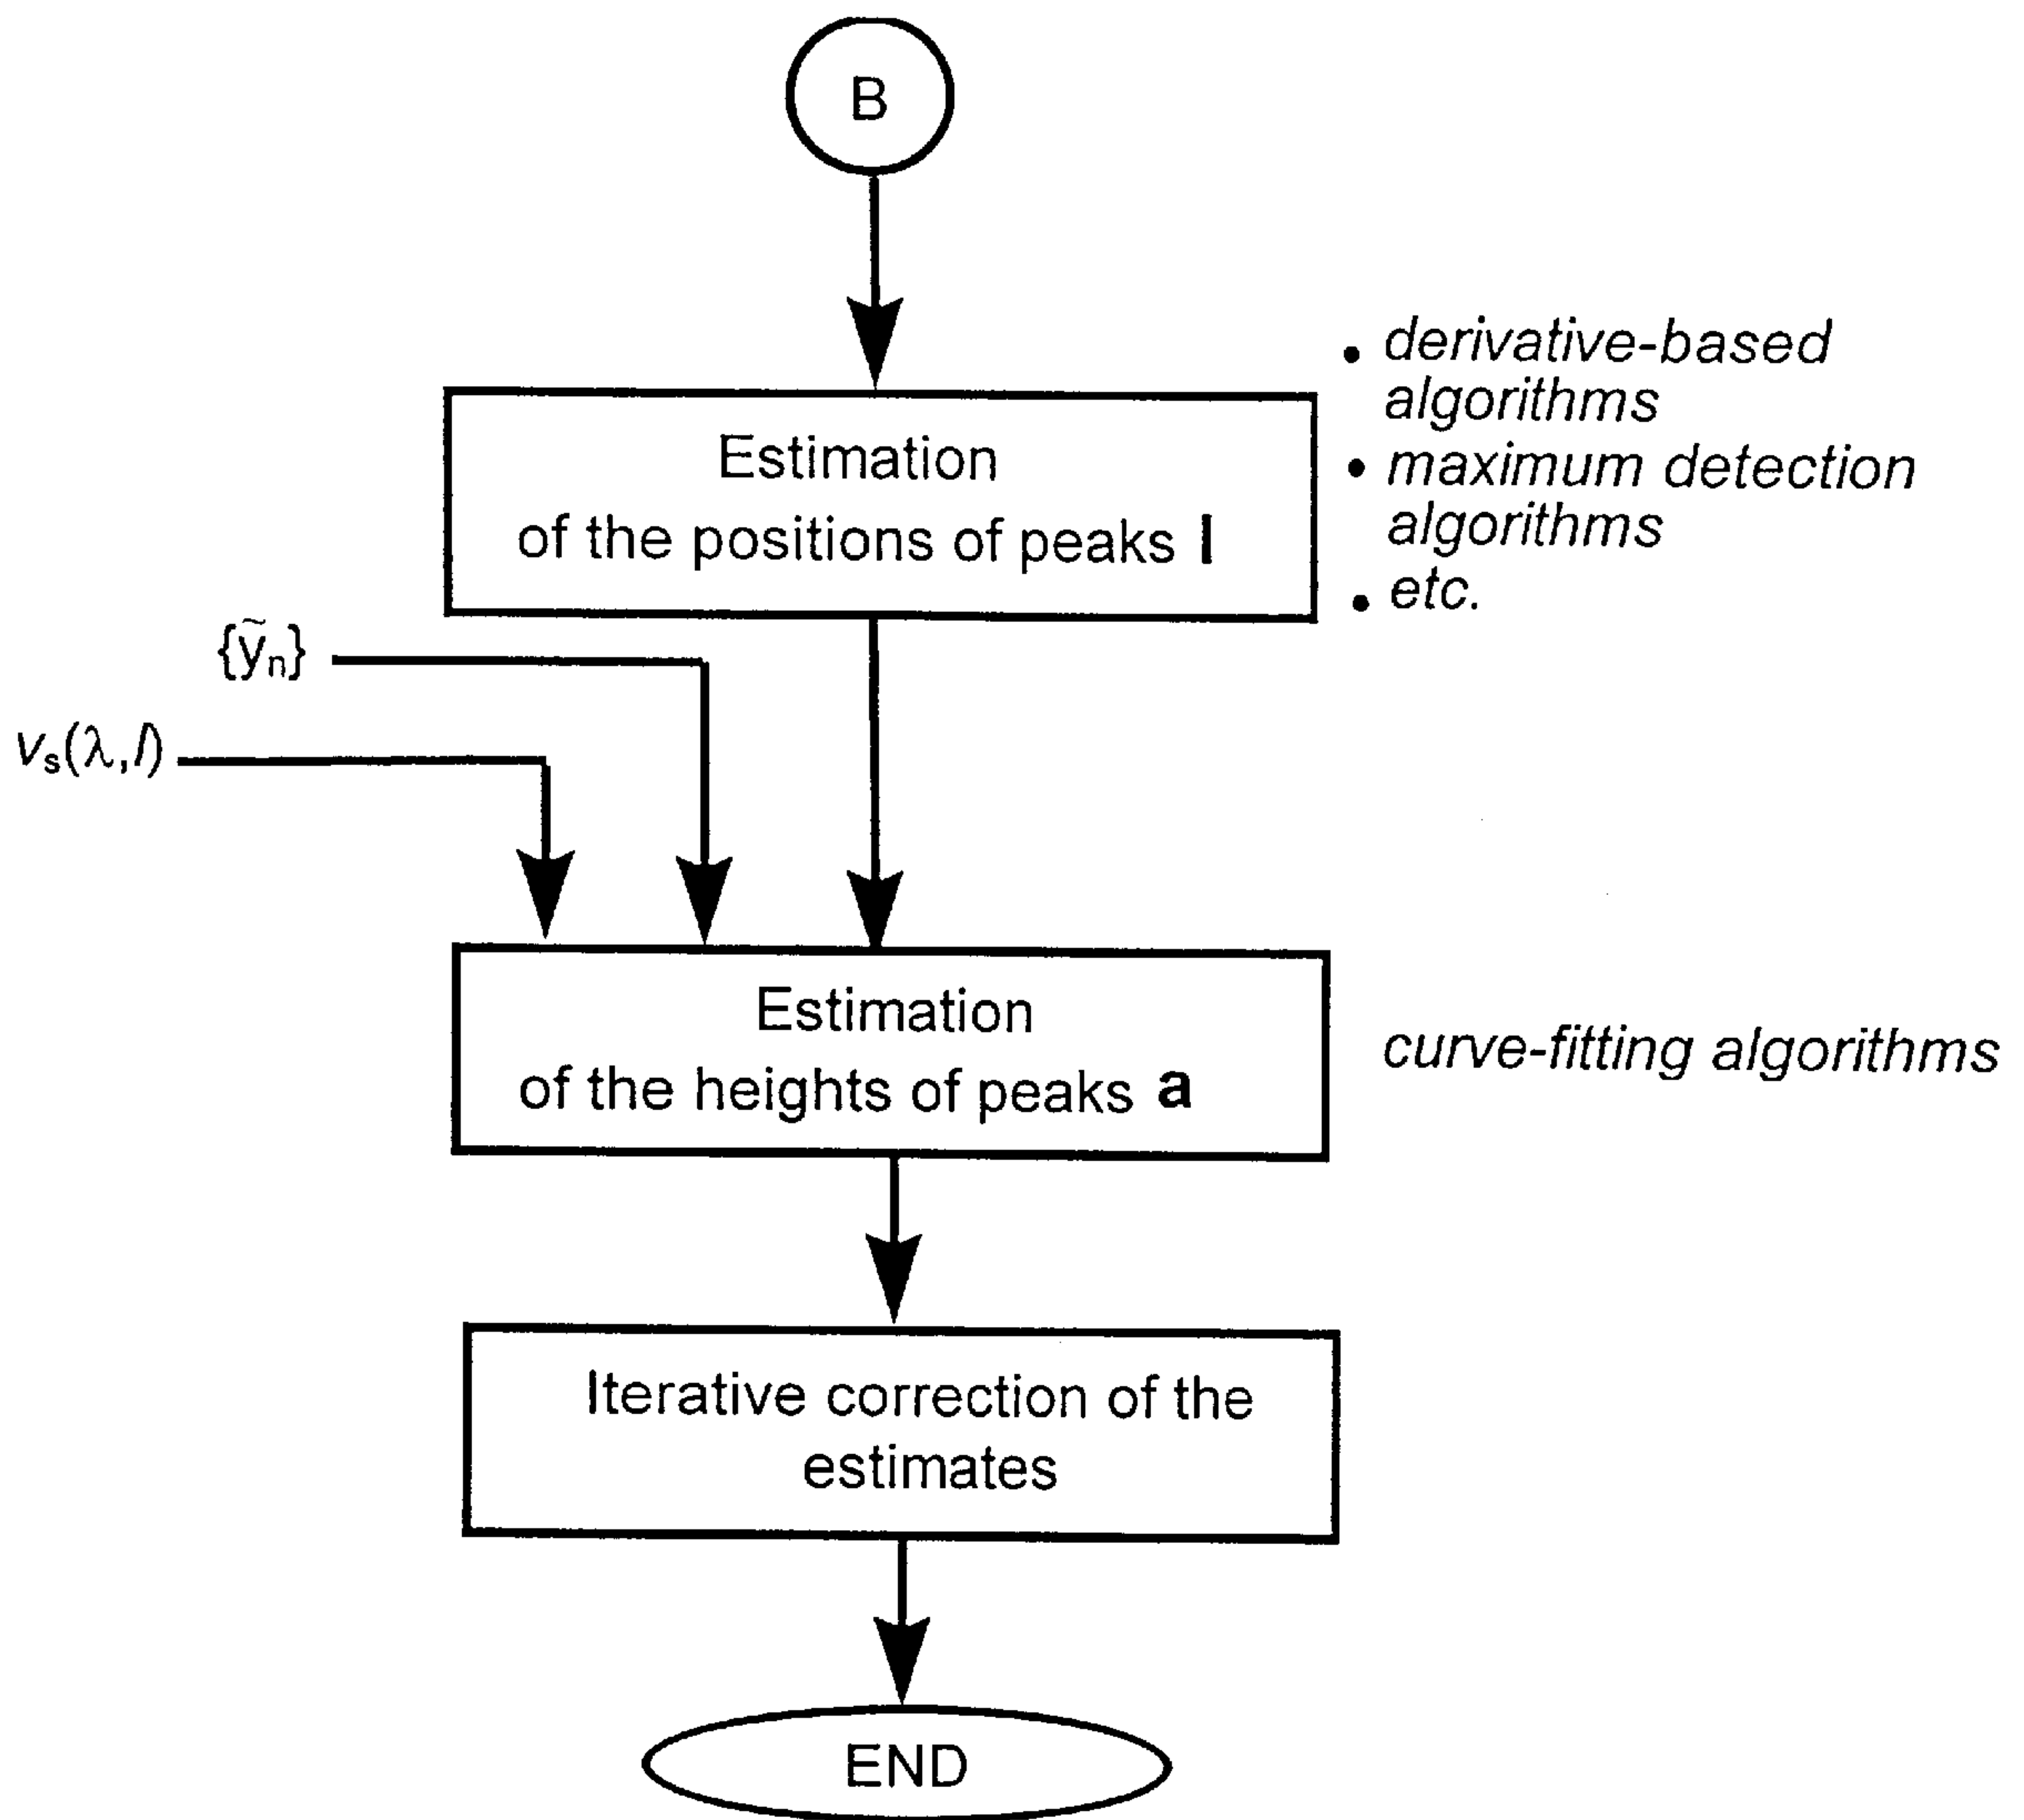 B
Estimation
of the positions of peaks l
• derivative-based
algorithms
• maximum detection
algorithms
• etc.
{ỹn}
vs(λ,l)
Estimation
of the heights of peaks a
curve-fitting algorithms
Iterative correction of the
estimates
END